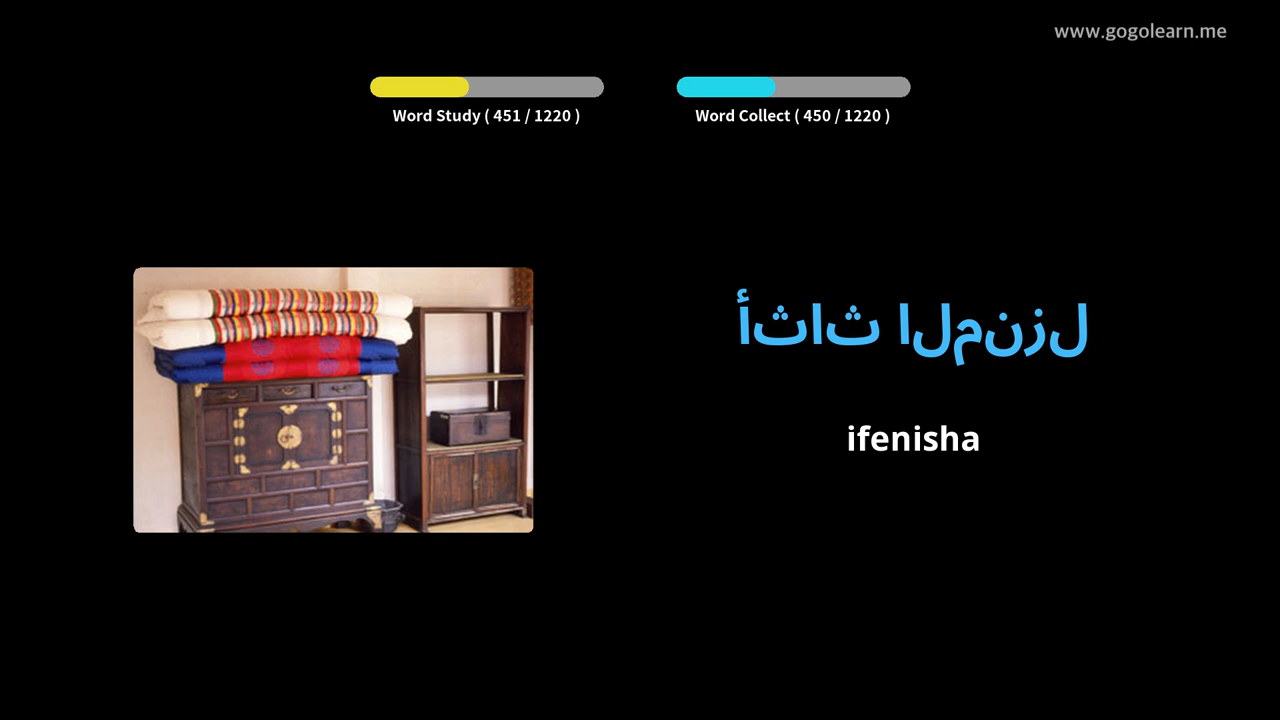 www.gogolearn.me
Word Study ( 451 / 1220 )
Word Collect ( 450 / 1220 )
أثاث المنزل
ifenisha